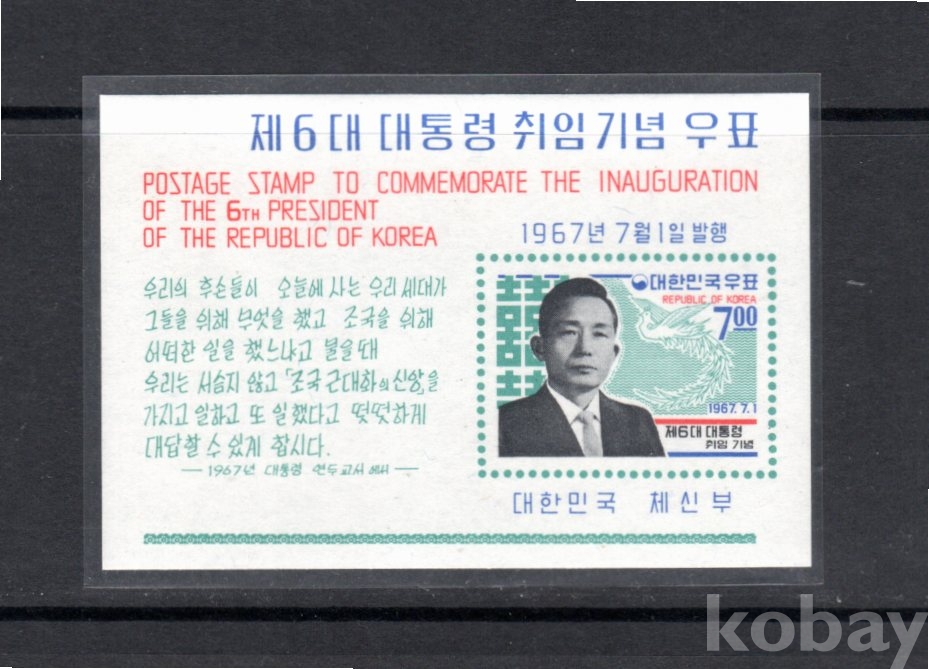 제6대 대통령 취임기념 우표
POSTAGE STAMP TO COMMEMORATE THE INAUGURATION
OF THE 6TH PRESIDENT
OF THE REPUBLIC OF KOREA
1967년 7월1일 발행
우리의 후손들이 오늘에 사는 우리 세대가
그들을 위해 무엇을 했고 조국을 위해
어떠한 일을 했느냐고 물을 때
우리는 서슴지 않고 「조국 근대화의 신앙」을
가지고 일하고 또 일했다고 떳떳하게
대답할 수 있게 합시다.
— 1967년 대통령 연두교서에서 —
대한민국우표
REPUBLIC OF KOREA
7.00
1967.7.1
제6대 대통령
취임 기념
대한민국 체신부
kobay